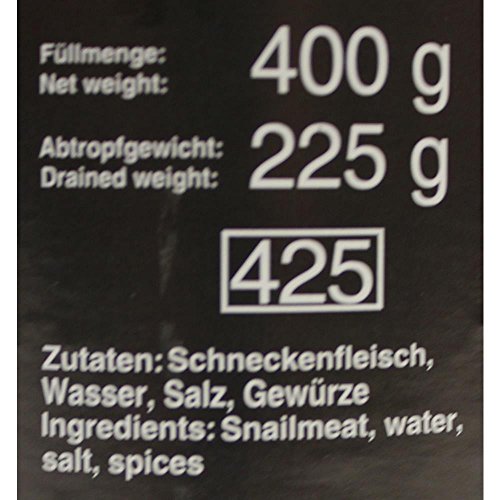 Füllmenge: 400 g
Net weight:
Abtropfgewicht: 225 g
Drained weight:
425
Zutaten: Schneckenfleisch,
Wasser, Salz, Gewürze
Ingredients: Snailmeat, water,
salt, spices